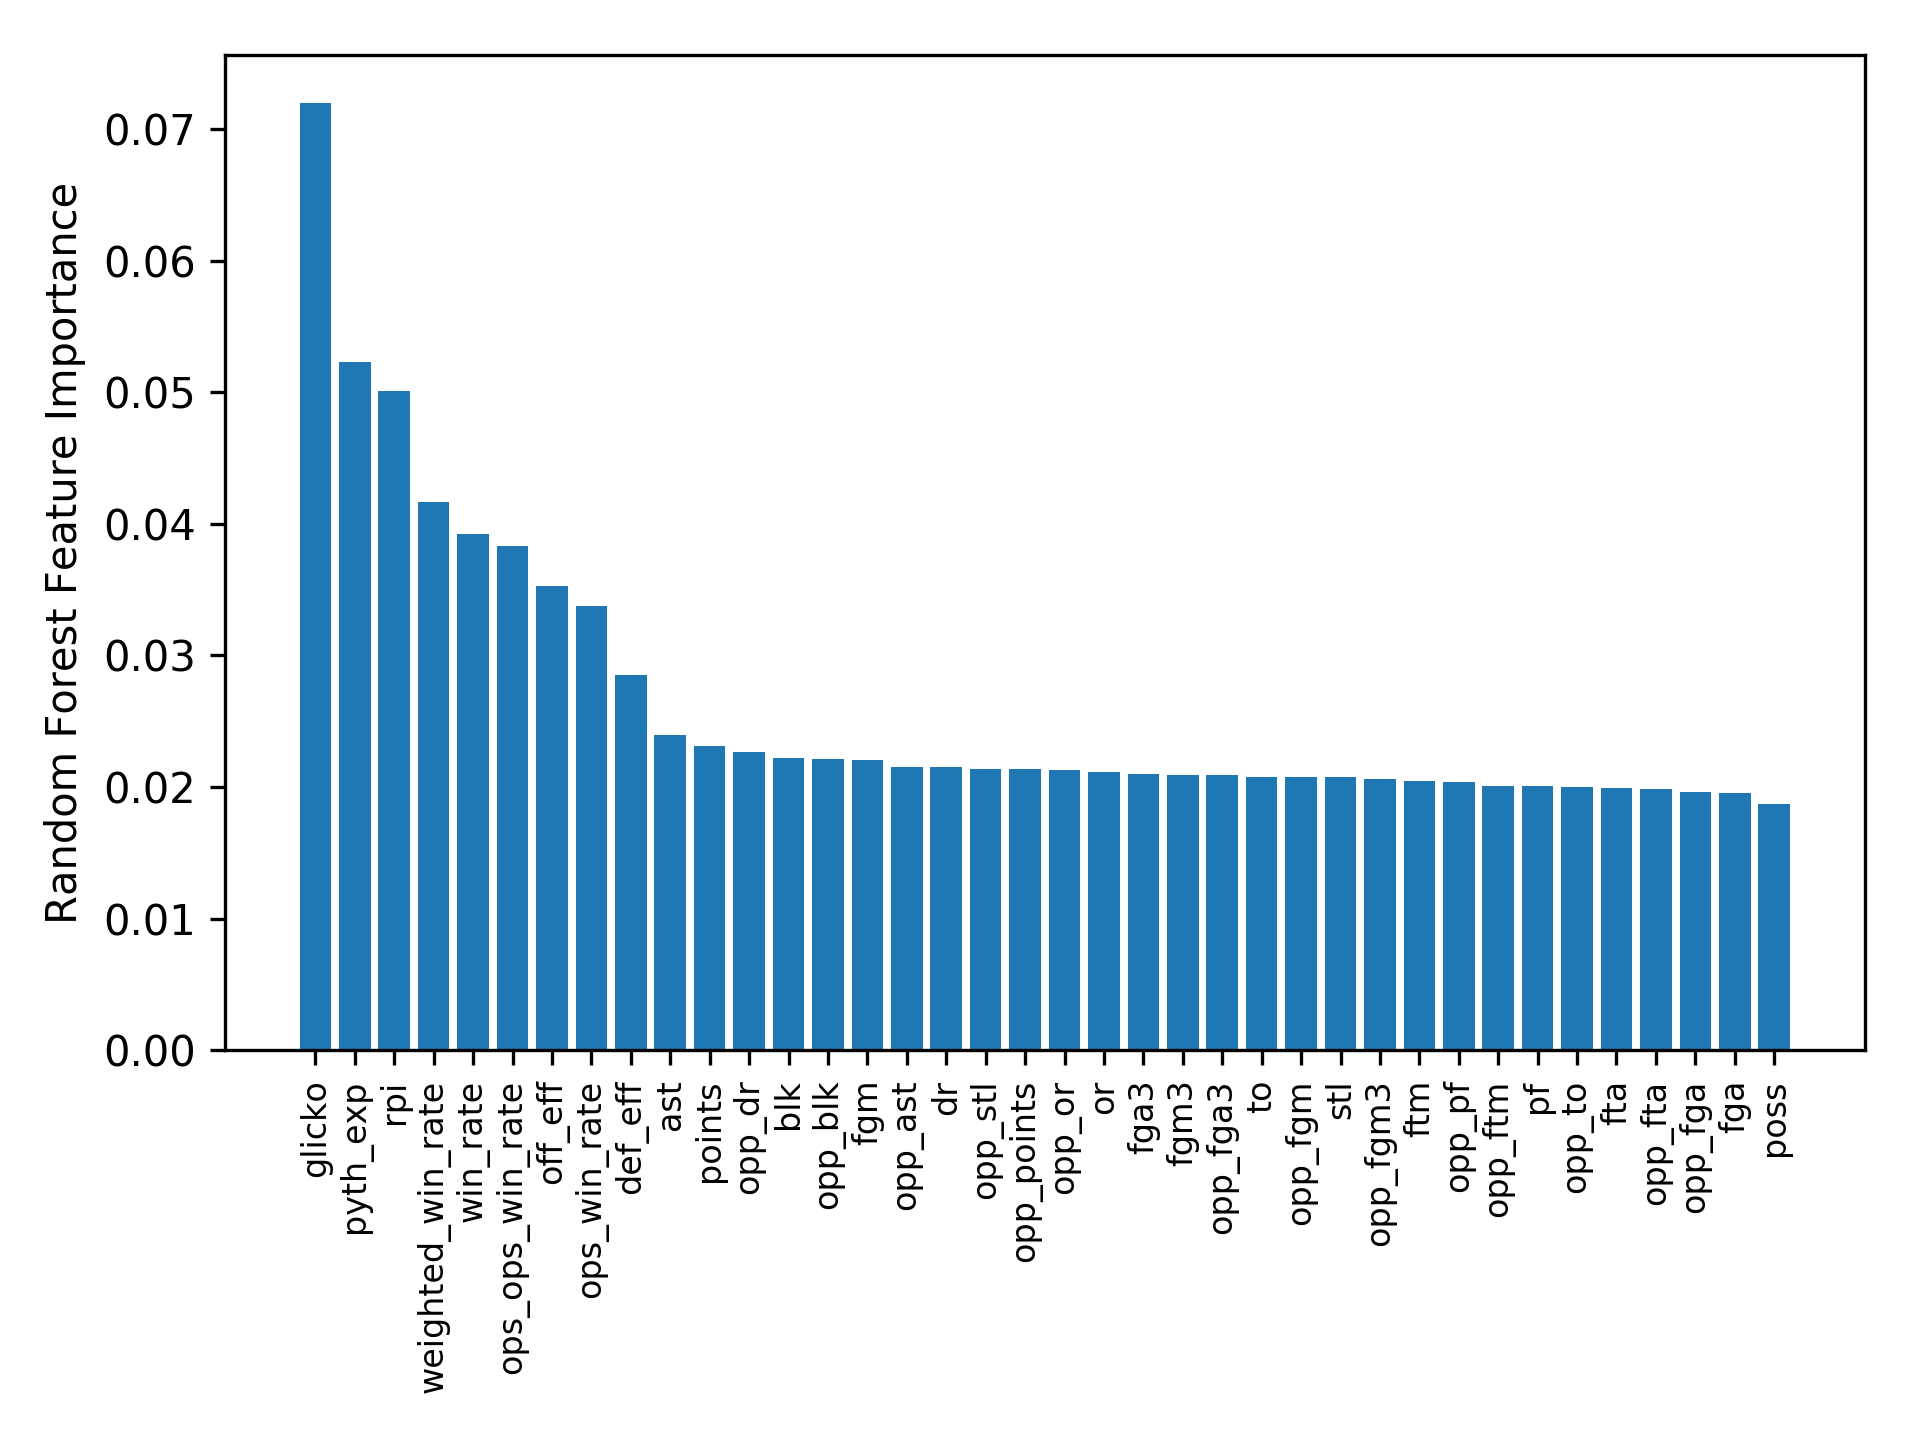 Random Forest Feature Importance
0.07
0.06
0.05
0.04
0.03
0.02
0.01
0.00
glicko
pyth_exp
rpi
weighted_win_rate
win_rate
ops_ops_win_rate
off_eff
ops_win_rate
def_eff
ast
points
opp_dr
blk
opp_blk
fgm
opp_ast
dr
opp_stl
opp_points
opp_or
or
fga3
fgm3
opp_fga3
to
opp_fgm
stl
opp_fgm3
ftm
opp_pf
opp_ftm
pf
opp_to
fta
opp_fta
opp_fga
fga
poss